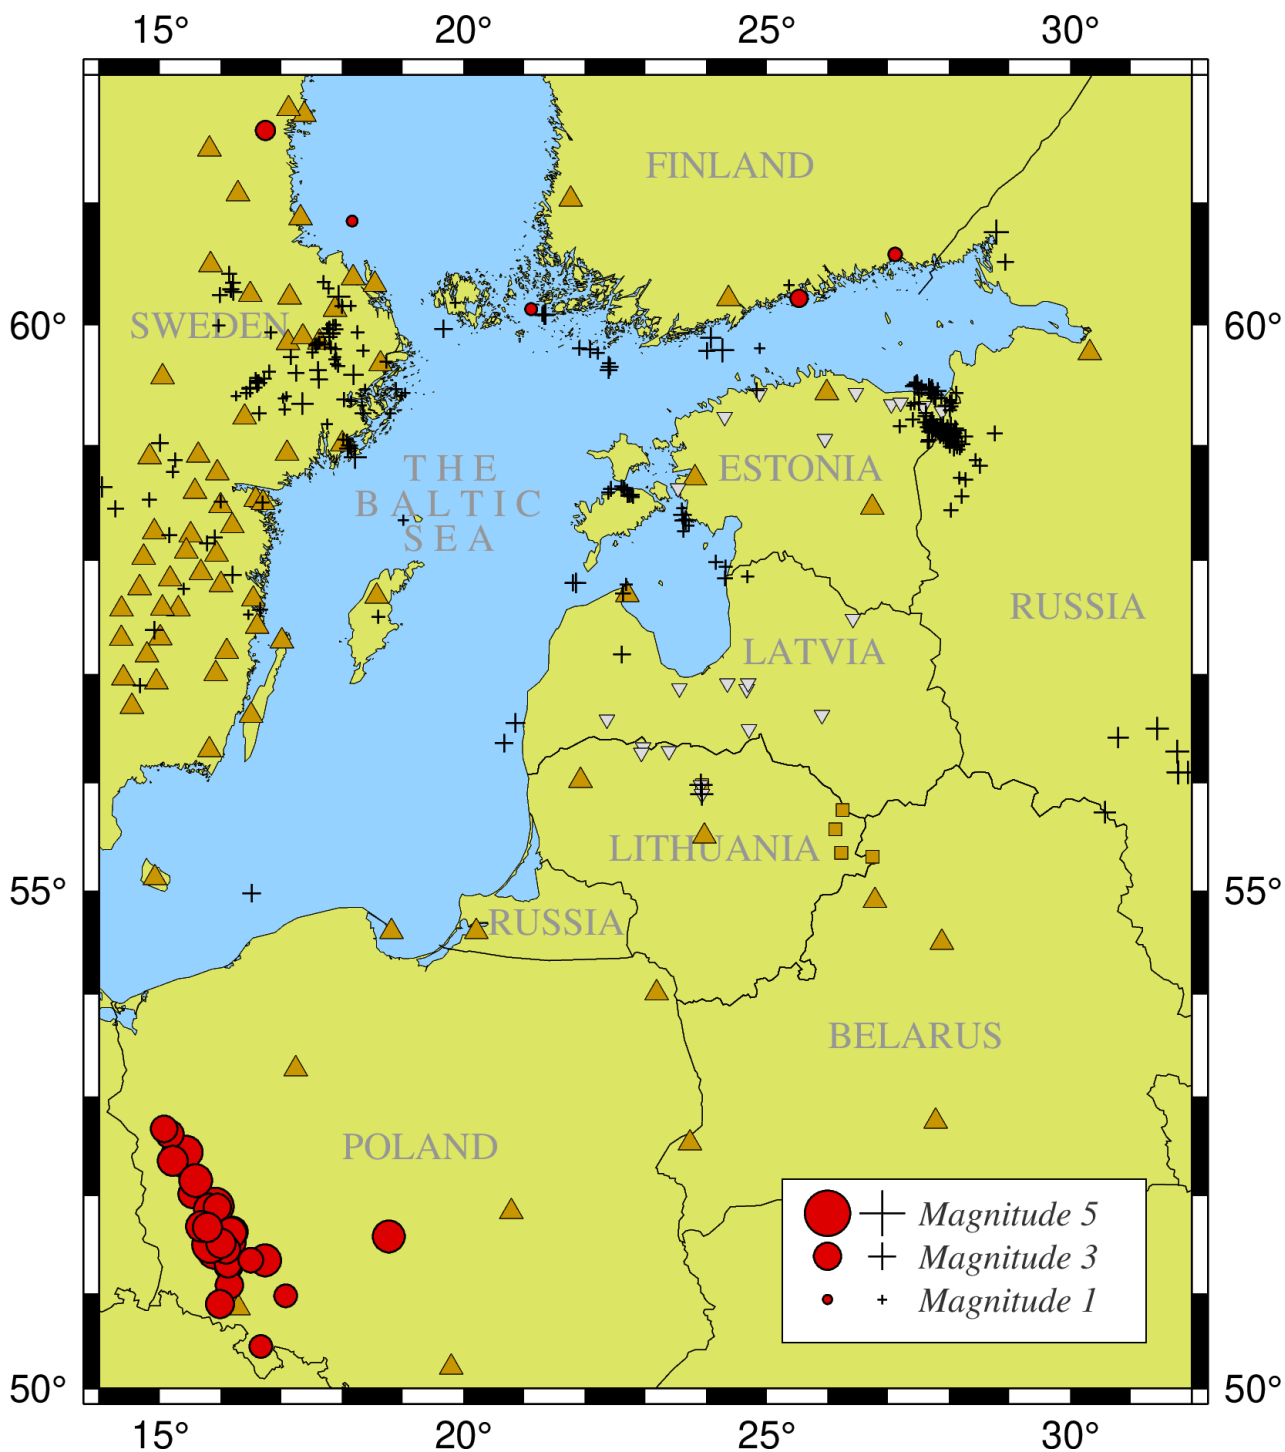 15° 20° 25° 30°
FINLAND
60° SWEDEN 60°
THE
BALTIC
SEA
ESTONIA
RUSSIA
LATVIA
LITHUANIA
55° 55°
RUSSIA
BELARUS
POLAND
Magnitude 5
Magnitude 3
Magnitude 1
50° 50°
15° 20° 25° 30°